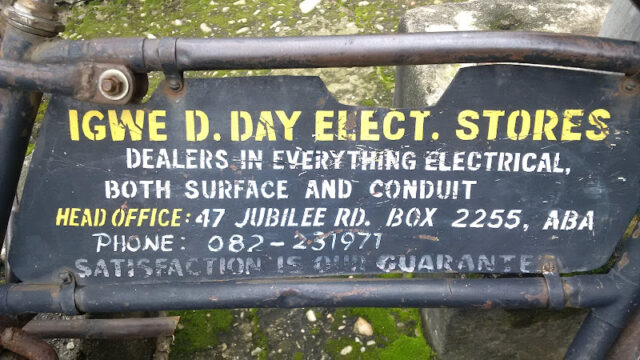 IGWE D. DAY ELECT. STORES
DEALERS IN EVERYTHING ELECTRICAL,
BOTH SURFACE AND CONDUIT
HEAD OFFICE: 47 JUBILEE RD. BOX 2255, ABA
PHONE: 082-231971
SATISFACTION IS OUR GUARANTEE